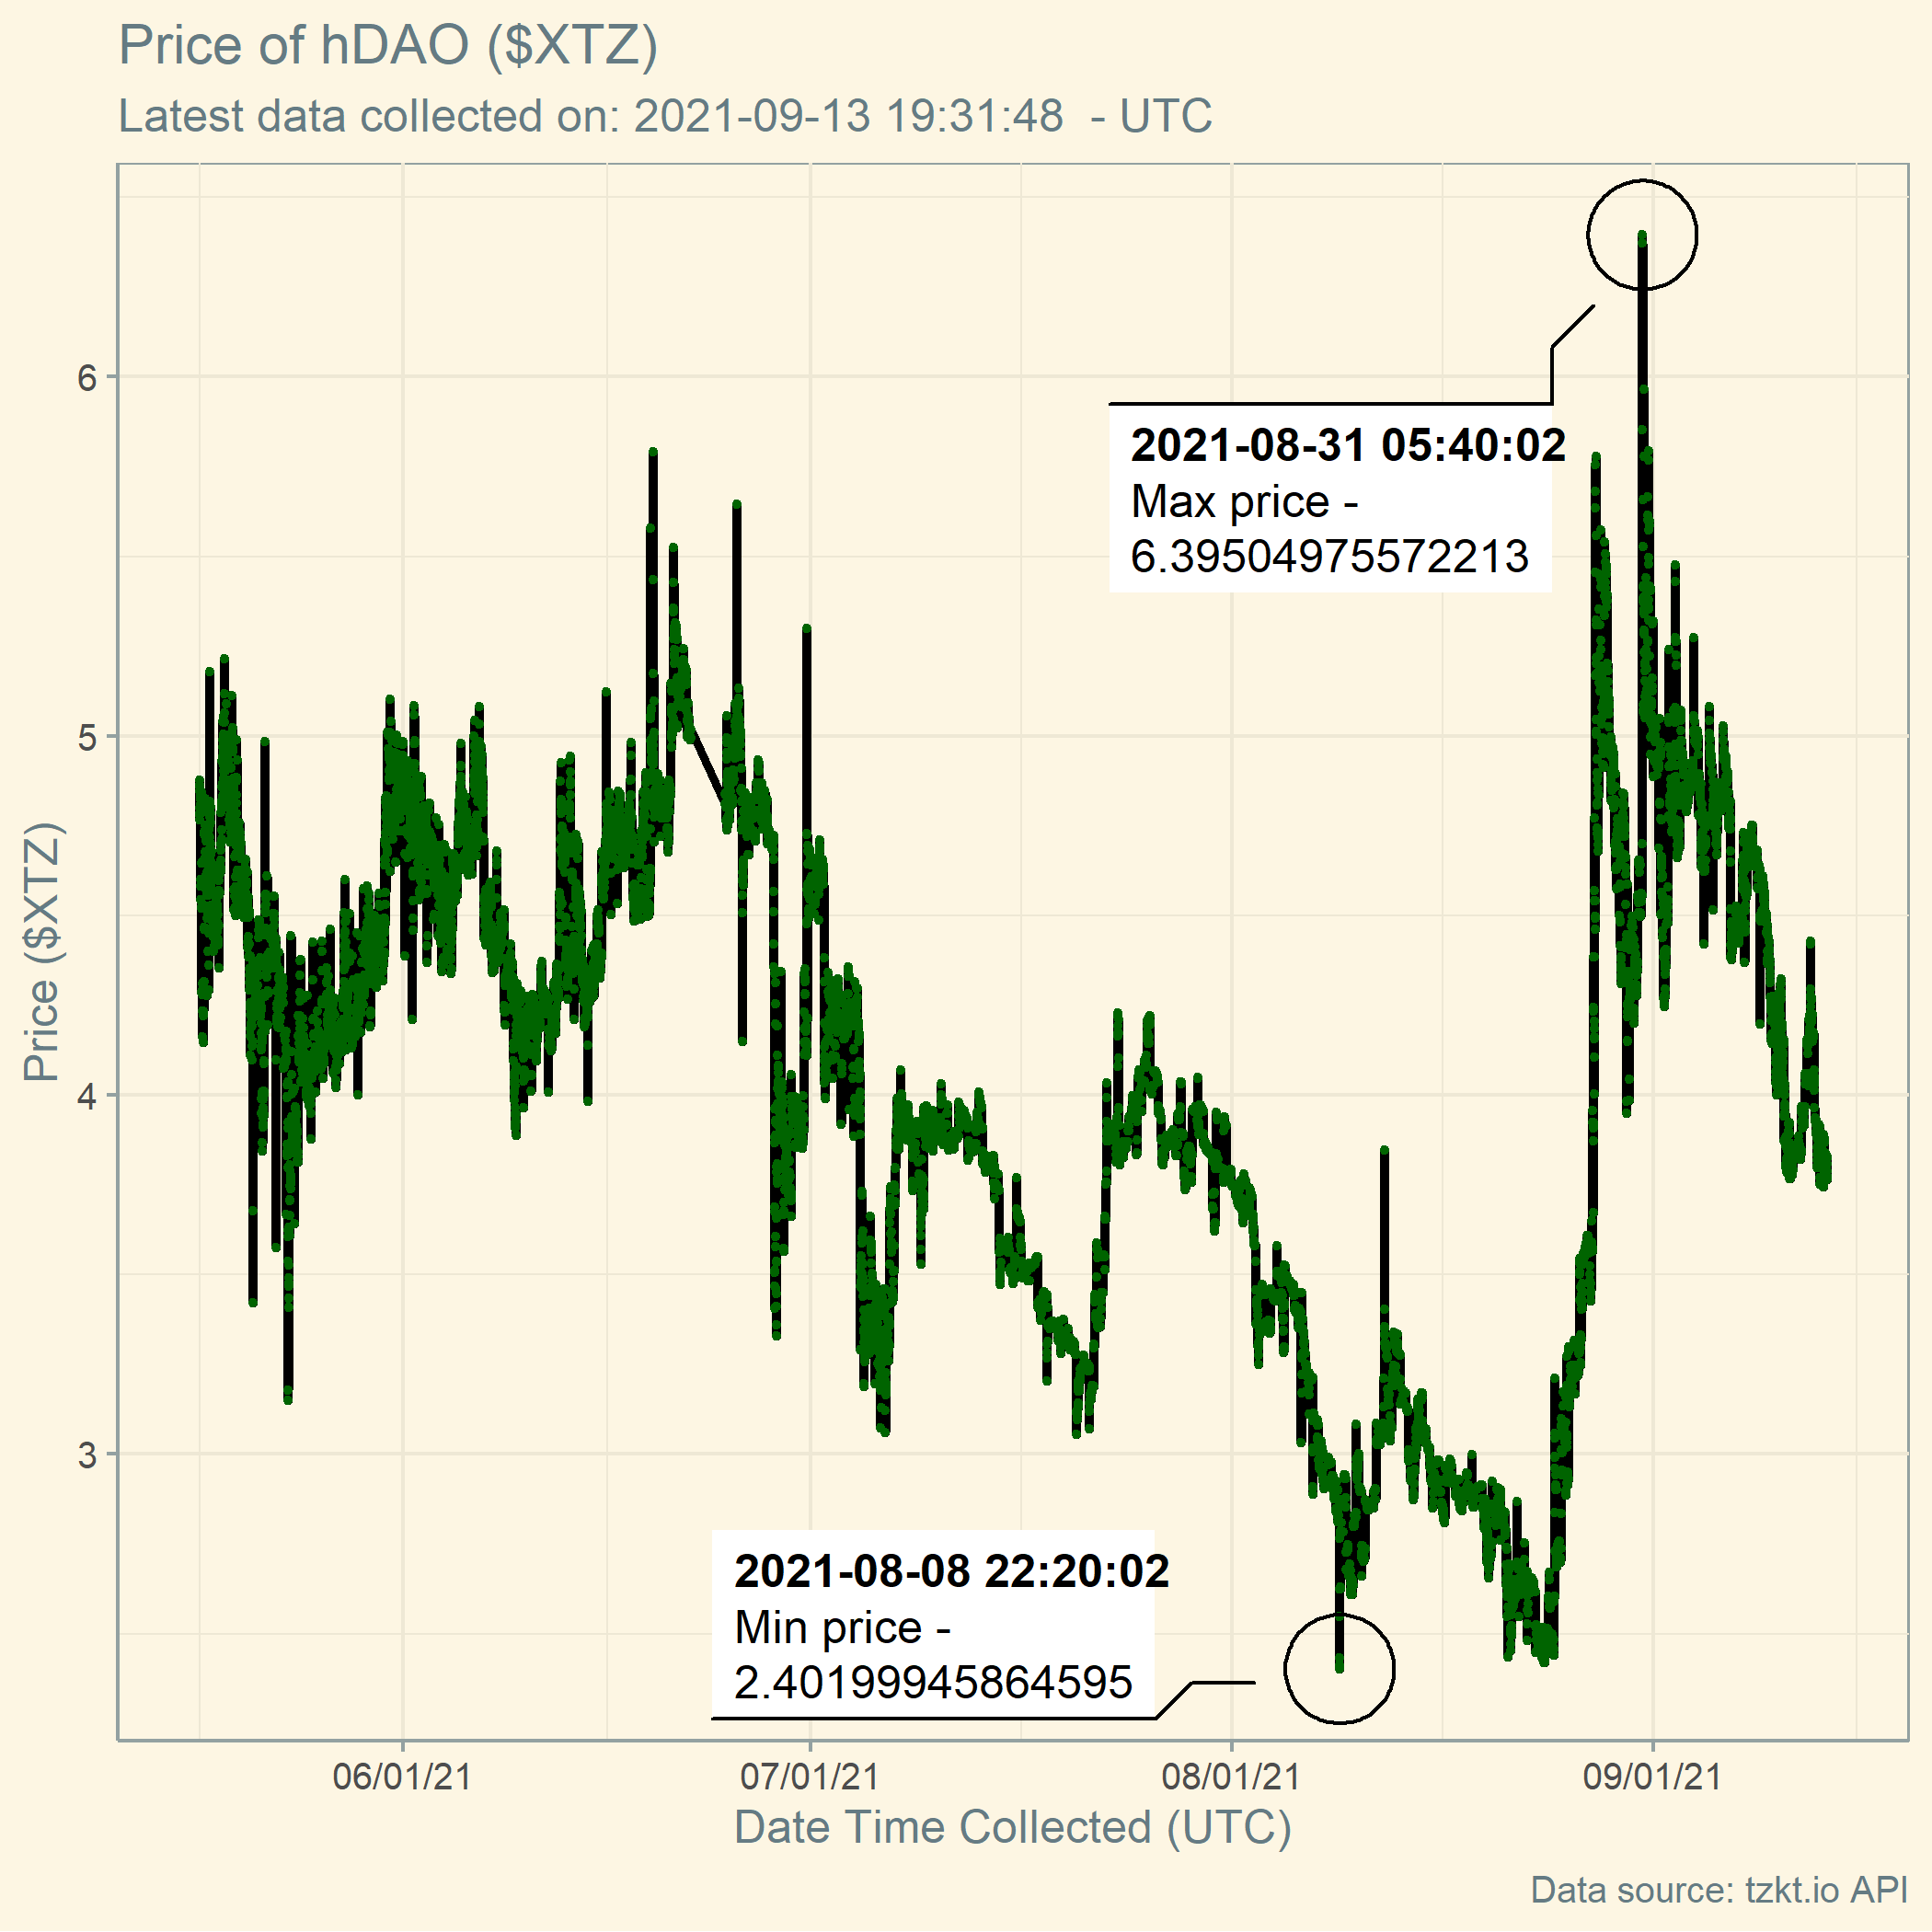 Price of hDAO ($XTZ)
Latest data collected on: 2021-09-13 19:31:48  - UTC
Price ($XTZ)
6
5
4
3
2021-08-31 05:40:02
Max price -
6.39504975572213
2021-08-08 22:20:02
Min price -
2.40199945864595
06/01/21
07/01/21
08/01/21
09/01/21
Date Time Collected (UTC)
Data source: tzkt.io API